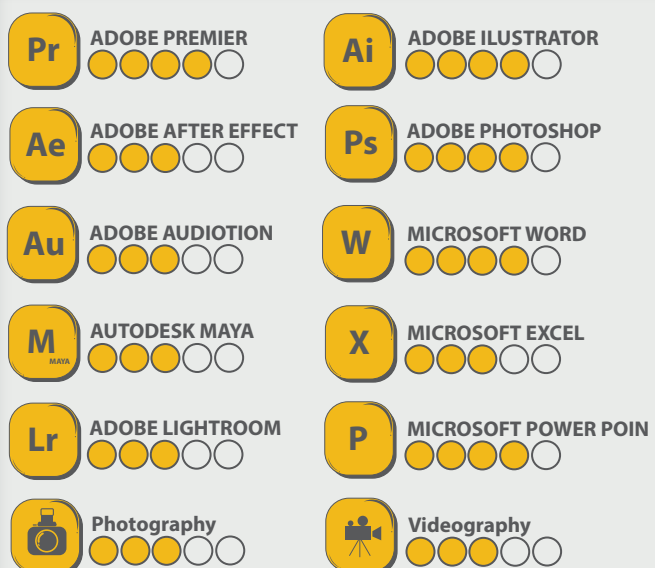 Pr
ADOBE PREMIER
Ai
ADOBE ILUSTRATOR
Ae
ADOBE AFTER EFFECT
Ps
ADOBE PHOTOSHOP
Au
ADOBE AUDIOTION
W
MICROSOFT WORD
M
MAYA
AUTODESK MAYA
X
MICROSOFT EXCEL
Lr
ADOBE LIGHTROOM
P
MICROSOFT POWER POIN
Photography
Videography